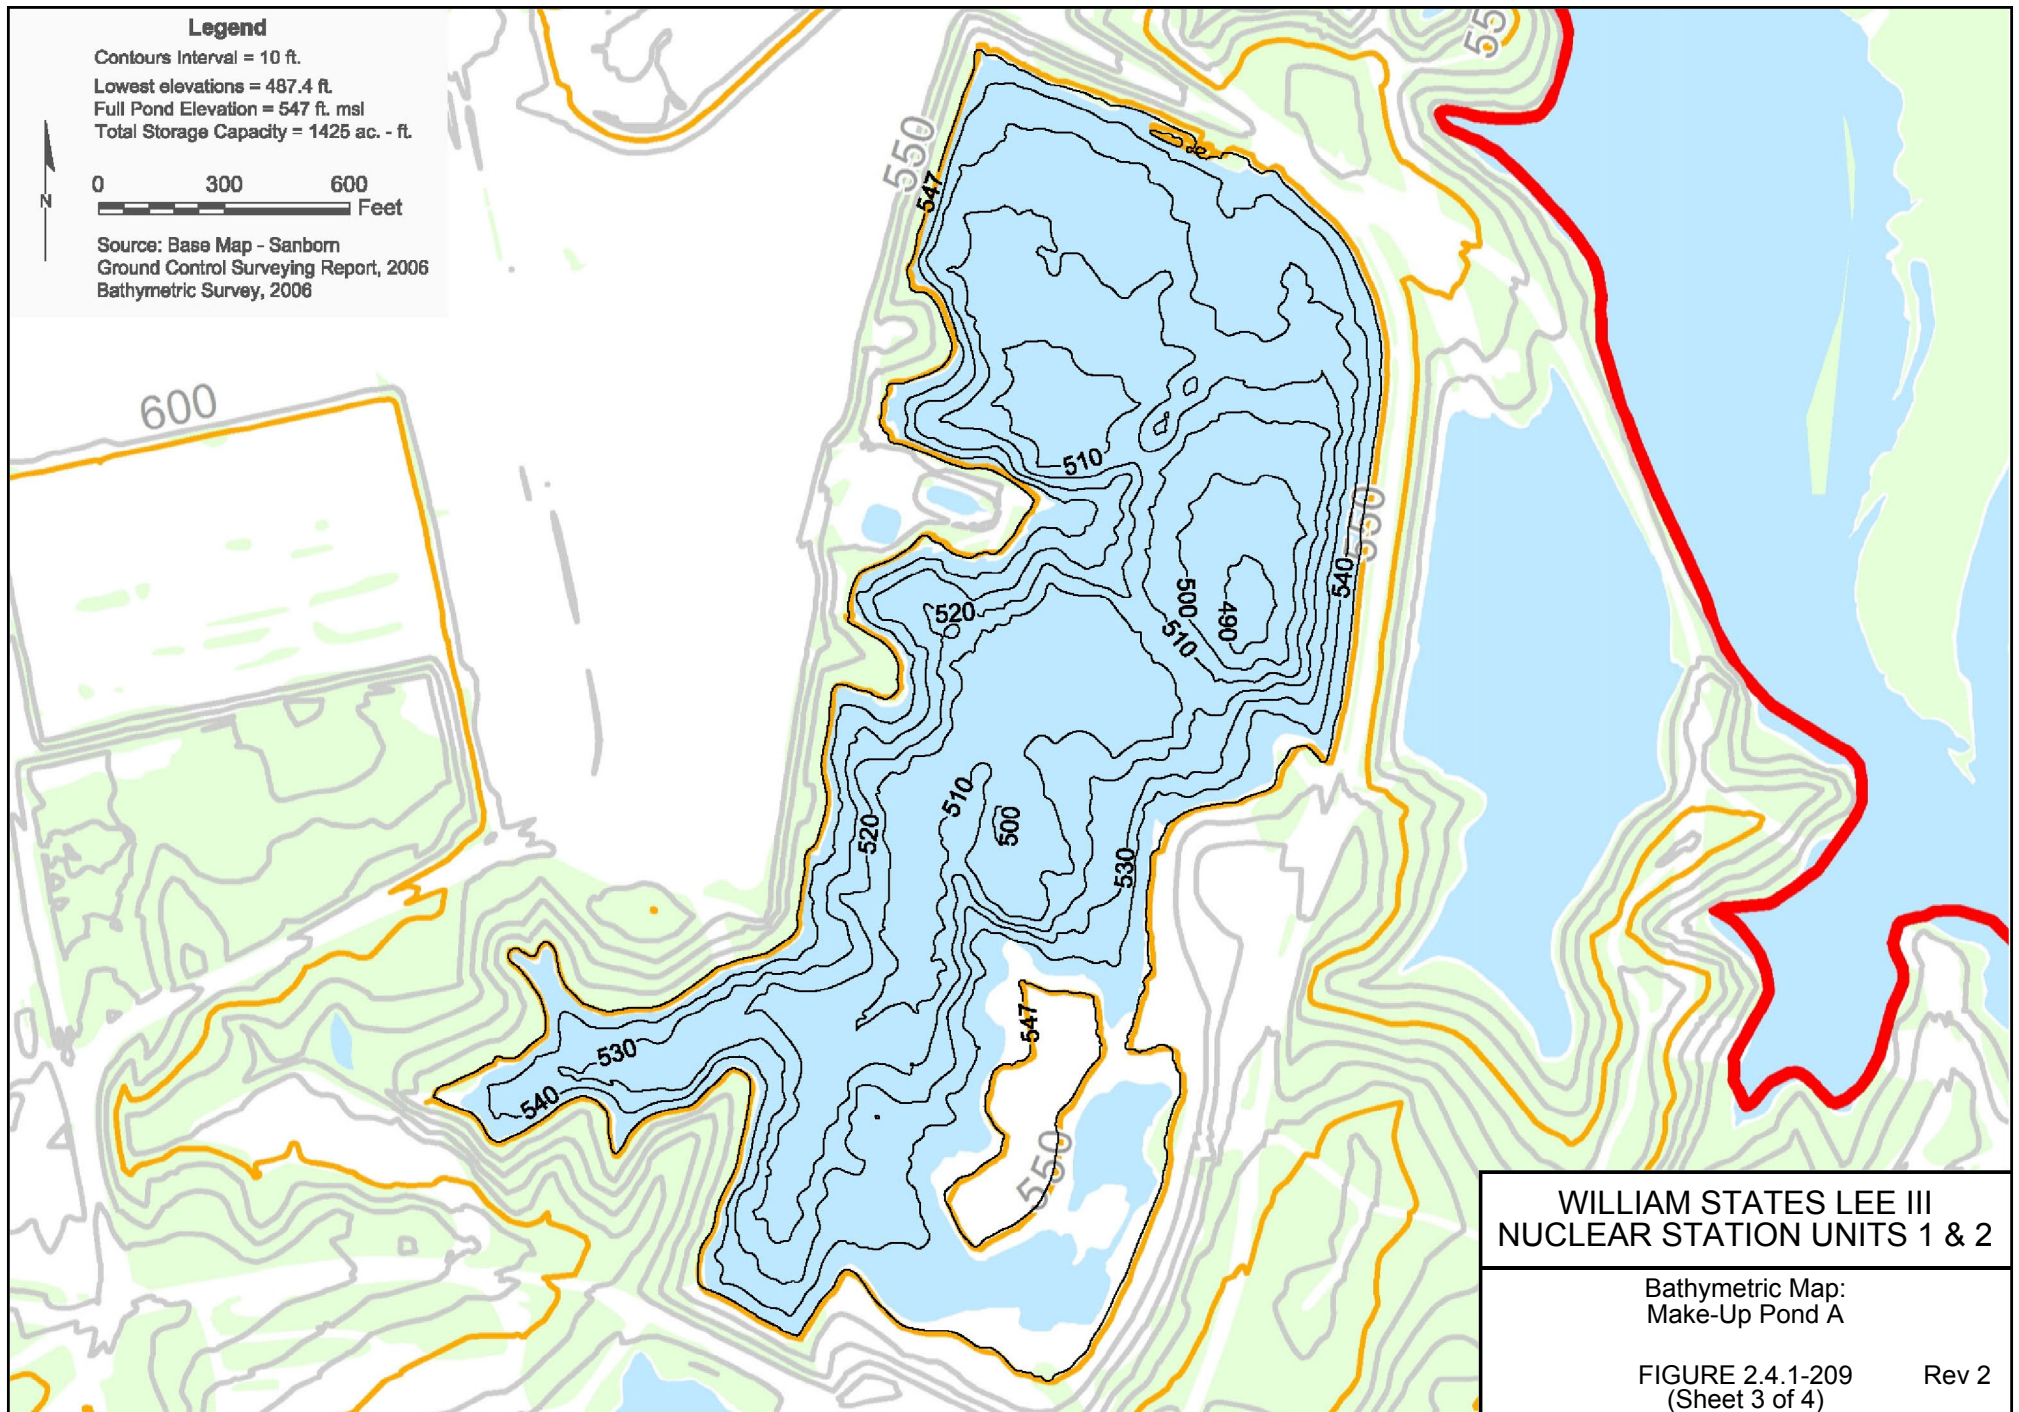 Legend
Contours Interval = 10 ft.
Lowest elevations = 487.4 ft.
Full Pond Elevation = 547 ft. msl
Total Storage Capacity = 1425 ac. - ft.
N
0 300 600
Feet
Source: Base Map - Sanborn
Ground Control Surveying Report, 2006
Bathymetric Survey, 2006
550
550
547
600
510
550
540
500
490
510
520
510
500
520
530
530
540
547
550
WILLIAM STATES LEE III
NUCLEAR STATION UNITS 1 & 2
Bathymetric Map:
Make-Up Pond A
FIGURE 2.4.1-209 Rev 2
(Sheet 3 of 4)